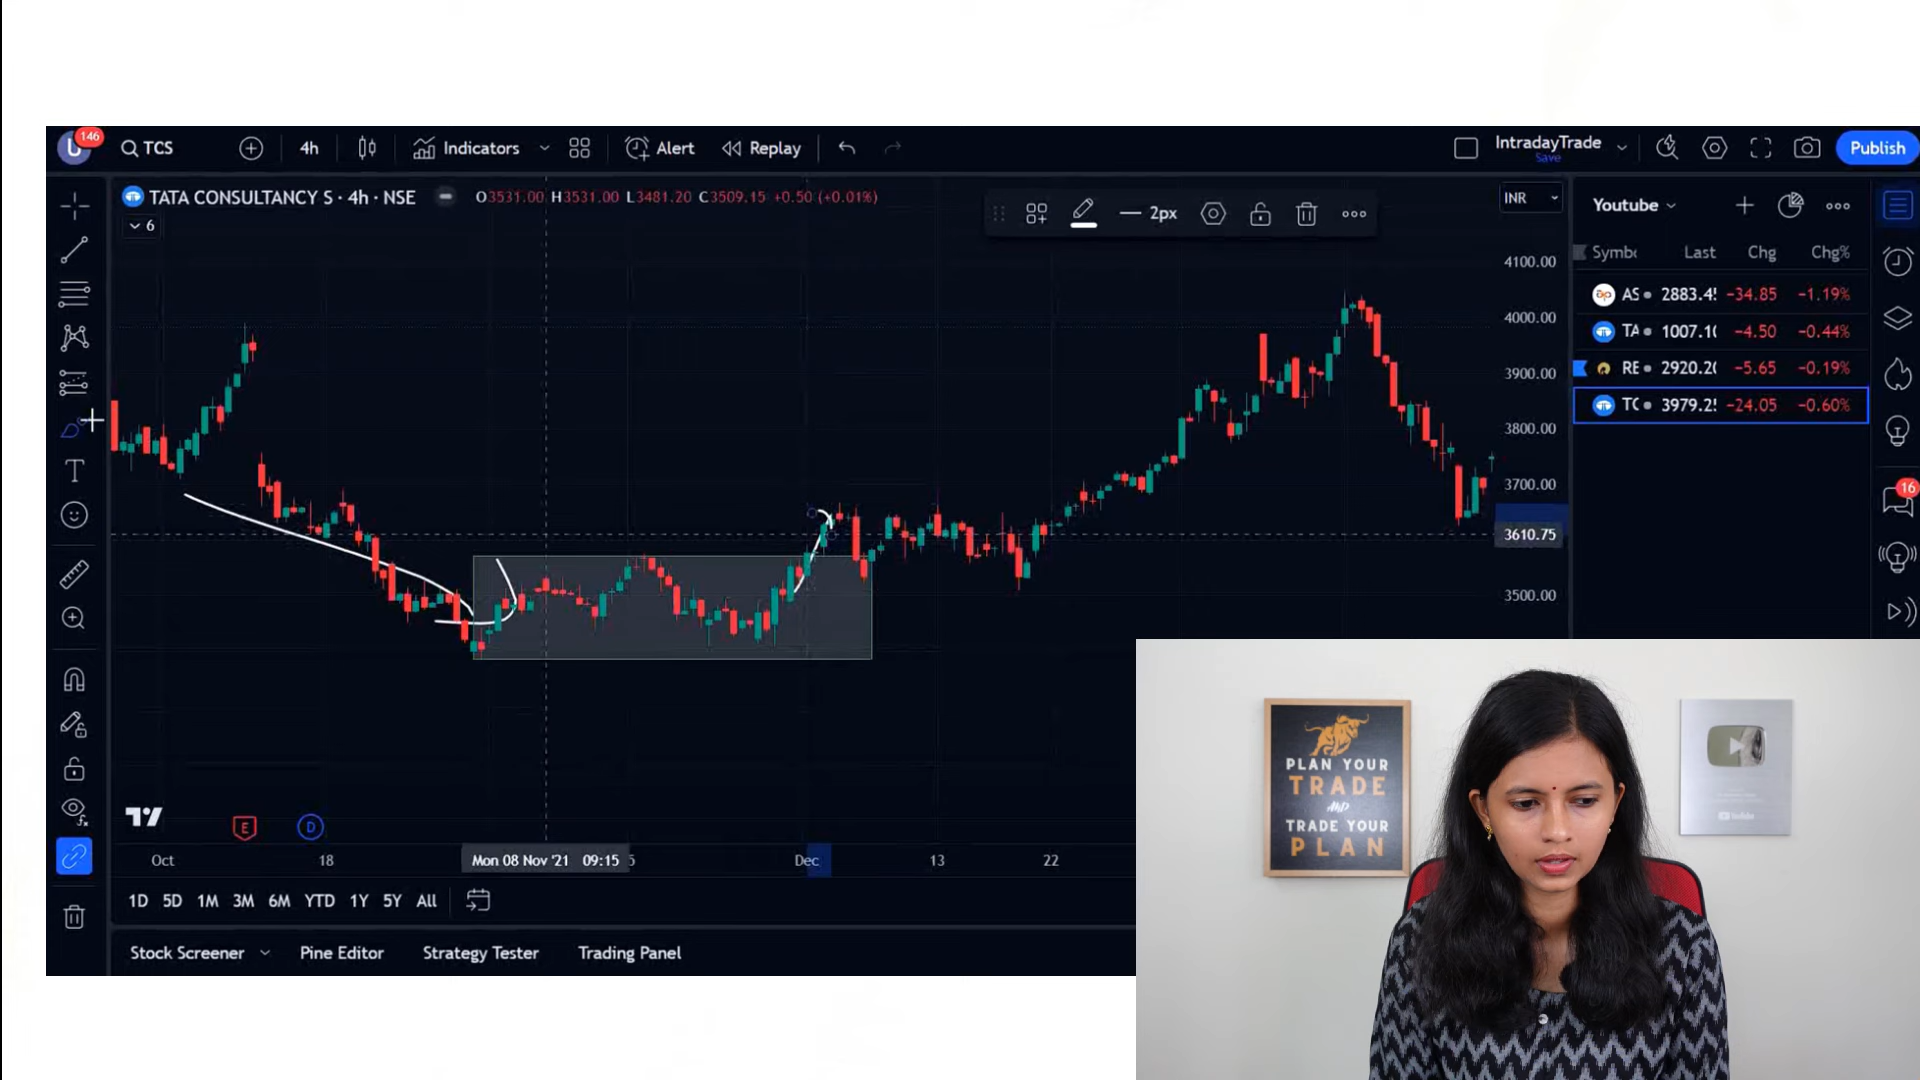 146
TCS
4h
Indicators
Alert
Replay
IntradayTrade
Save
Publish
TATA CONSULTANCY S · 4h · NSE
O3531.00 H3531.00 L3481.20 C3509.15 +0.50 (+0.01%)
6
2px
INR
Youtube
Symbo Last Chg Chg%
AS 2883.4 -34.85 -1.19%
TA 1007.1 -4.50 -0.44%
RE 2920.2 -5.65 -0.19%
TC 3979.2 -24.05 -0.60%
4100.00
4000.00
3900.00
3800.00
3700.00
3610.75
3500.00
16
E
D
Oct
18
Mon 08 Nov '21 09:15
Dec
13
22
1D 5D 1M 3M 6M YTD 1Y 5Y All
Stock Screener
Pine Editor
Strategy Tester
Trading Panel
PLAN YOUR
TRADE
AND
TRADE YOUR
PLAN
YouTube